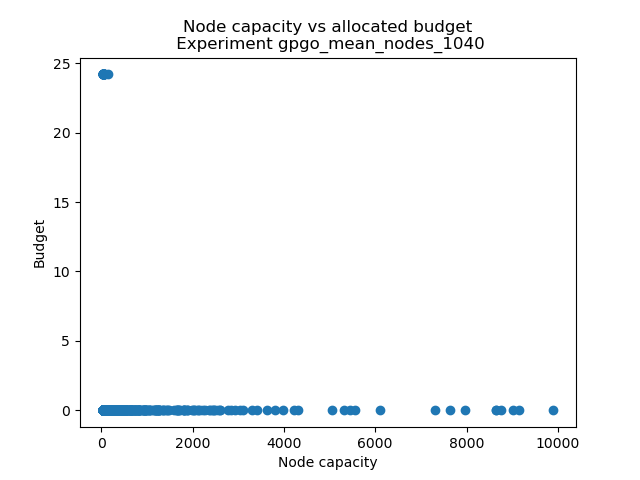 Node capacity vs allocated budget
Experiment gpgo_mean_nodes_1040
25
20
15
10
5
0
Budget
0 2000 4000 6000 8000 10000
Node capacity